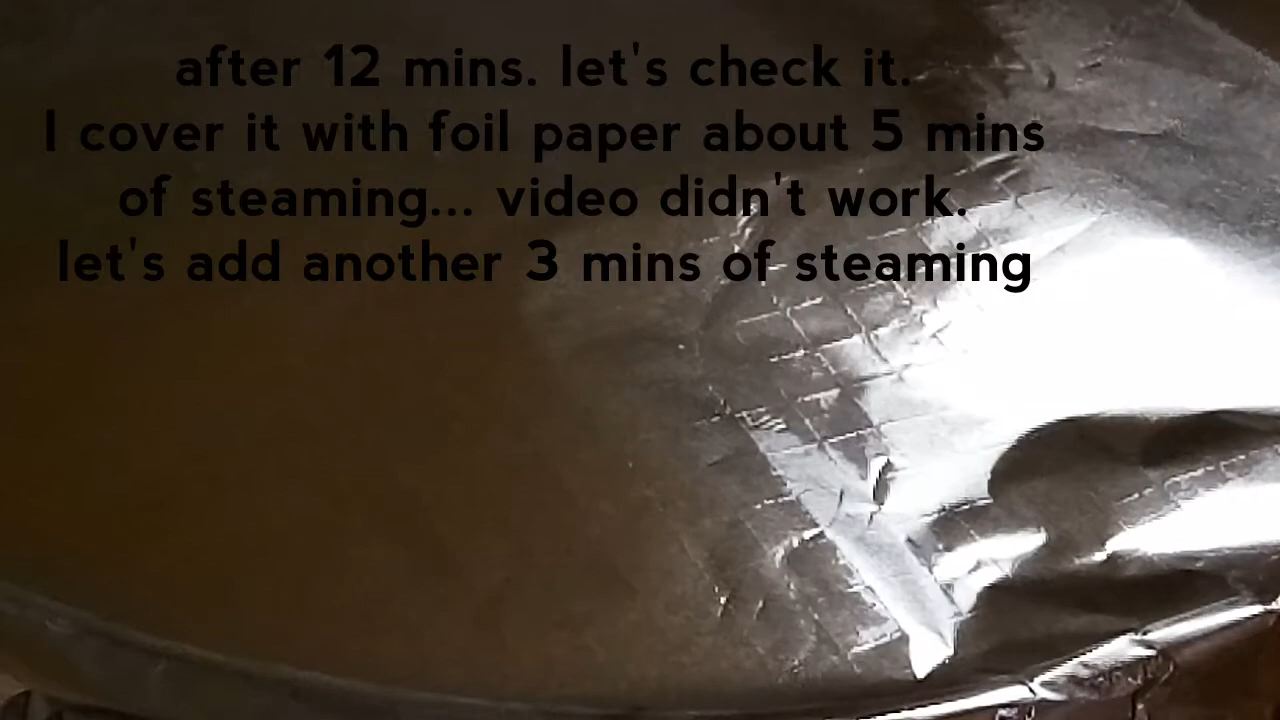 after 12 mins. let's check it.
I cover it with foil paper about 5 mins
of steaming... video didn't work.
let's add another 3 mins of steaming